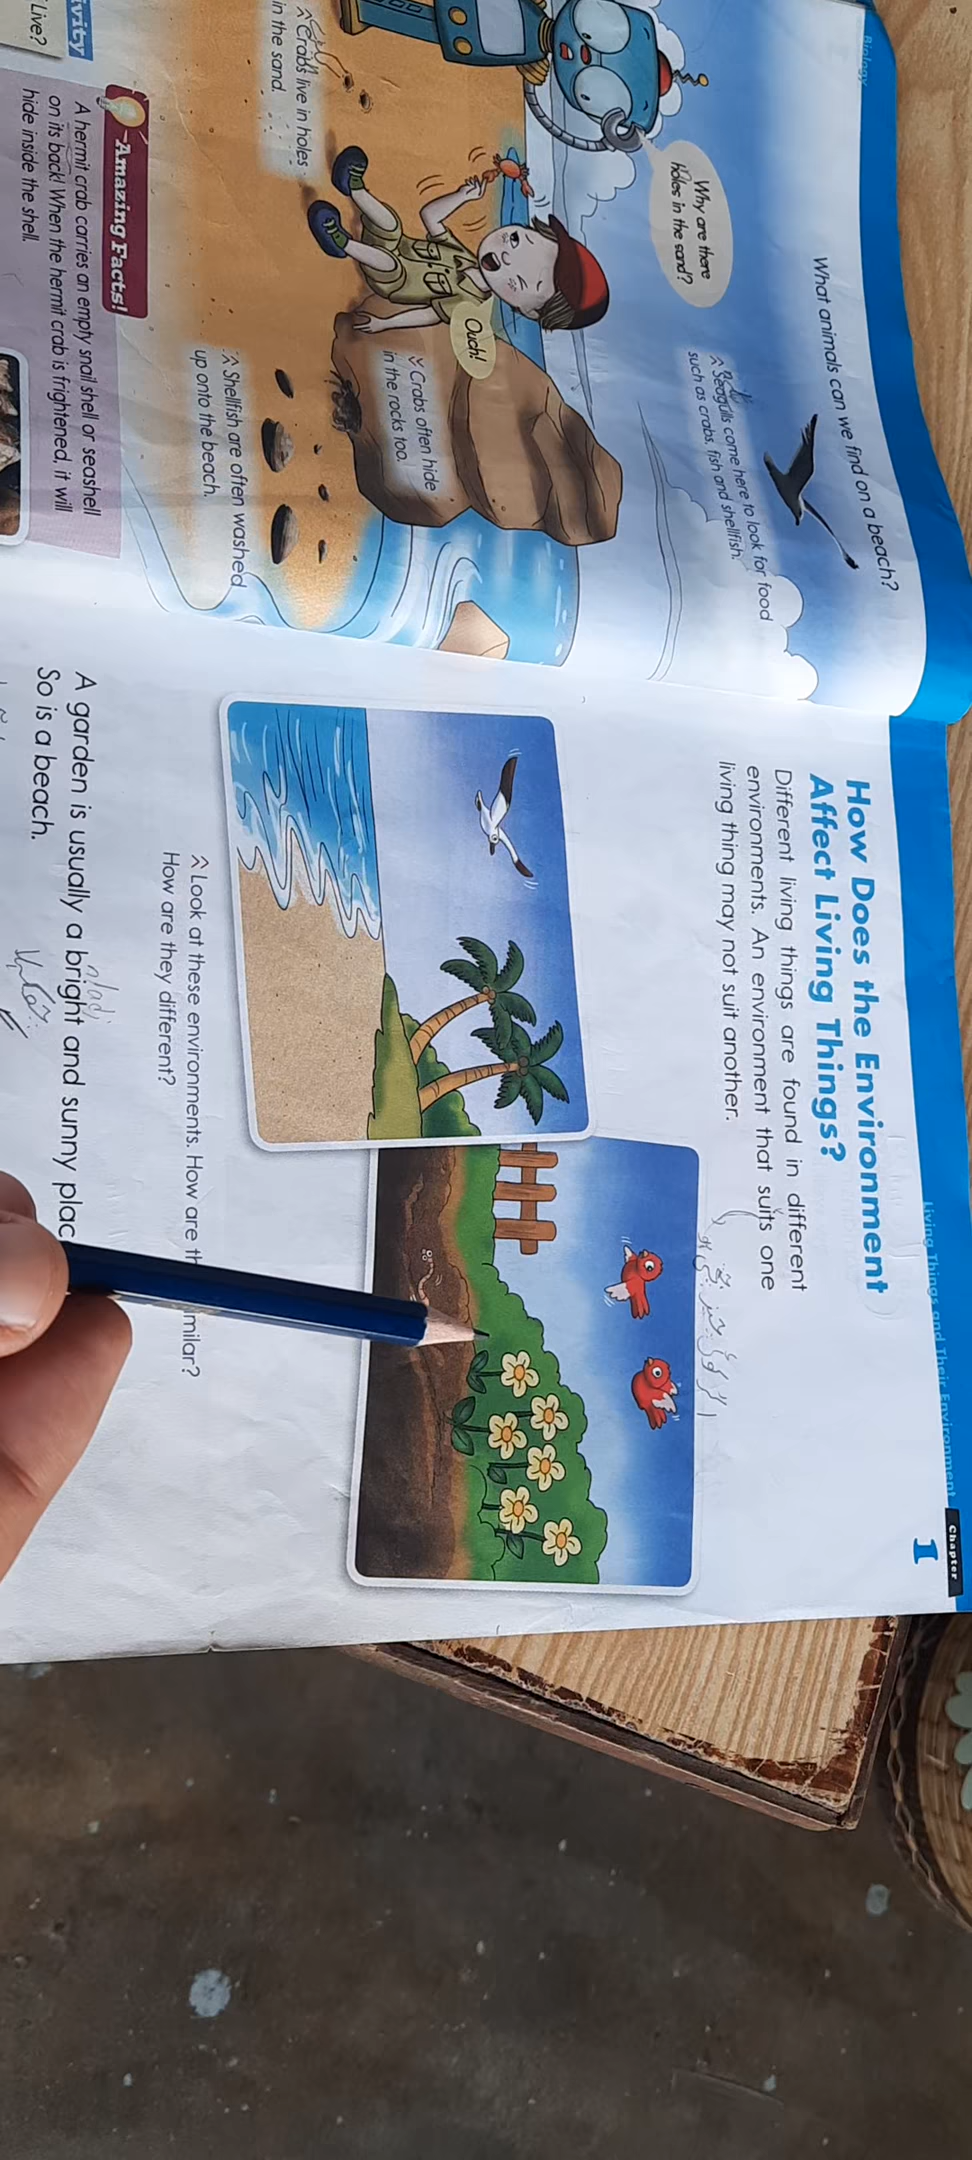 Biology
What animals can we find on a beach?
Why are there
holes in the sand?
^ Seagulls come here to look for food
such as crabs, fish and shellfish.
Ouch!
^ Crabs live in holes
in the sand.
˅ Crabs often hide
in the rocks too.
^ Shellfish are often washed
up onto the beach.
Amazing Facts!
A hermit crab carries an empty snail shell or seashell
on its back! When the hermit crab is frightened, it will
hide inside the shell.
Live?
Living Things and Their Environment
Chapter
1
How Does the Environment
Affect Living Things?
Different living things are found in different
environments. An environment that suits one
living thing may not suit another.
^ Look at these environments. How are
How are they different?
A garden is usually a bright and sunny
So is a beach.